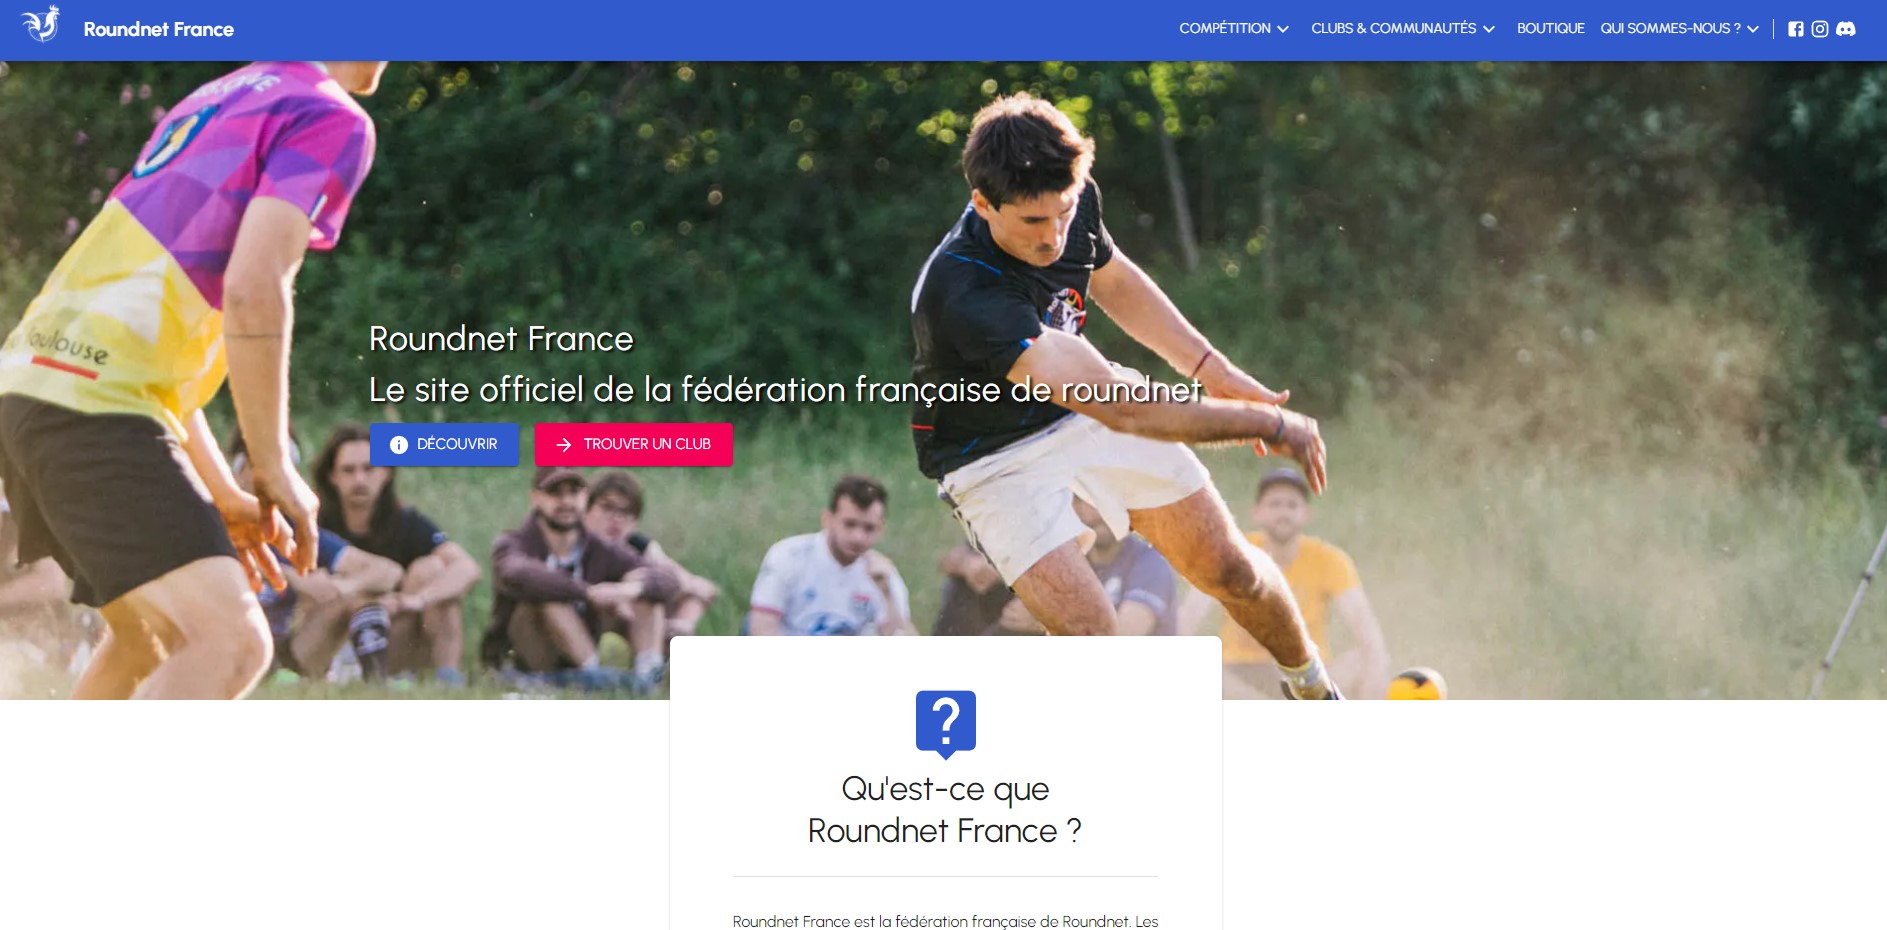 Roundnet France
COMPÉTITION
CLUBS & COMMUNAUTÉS
BOUTIQUE
QUI SOMMES-NOUS ?
Toulouse
Roundnet France
Le site officiel de la fédération française de roundnet
DÉCOUVRIR
TROUVER UN CLUB
Qu'est-ce que
Roundnet France ?
Roundnet France est la fédération française de Roundnet. Les